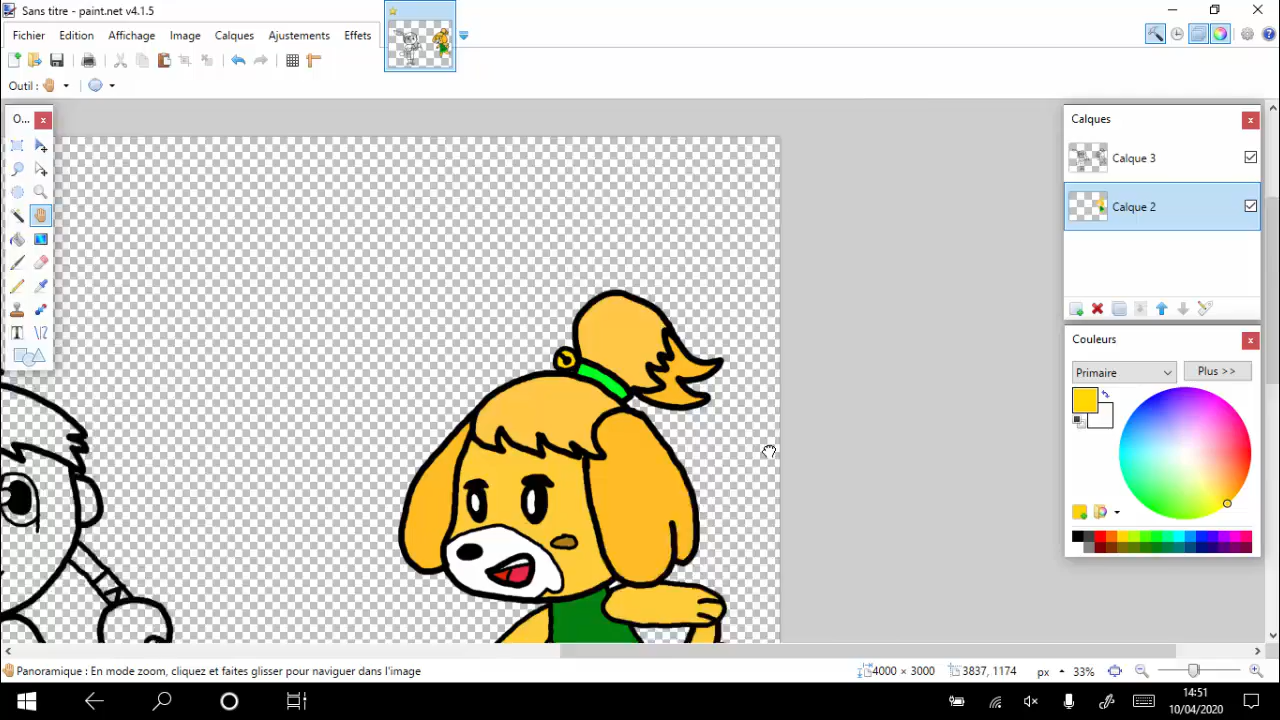 Sans titre - paint.net v4.1.5
Fichier Edition Affichage Image Calques Ajustements Effets
Outil :
O...
Calques
Calque 3
Calque 2
Couleurs
Primaire Plus >>
Panoramique : En mode zoom, cliquez et faites glisser pour naviguer dans l'image 4000 × 3000 3837, 1174 px 33%
14:51
10/04/2020